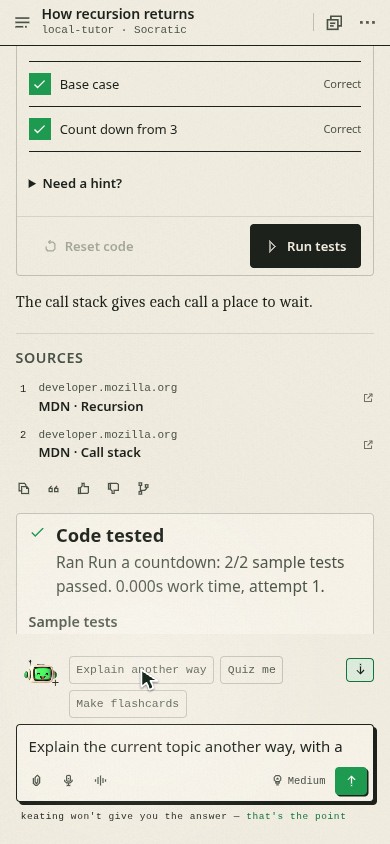 How recursion returns
local-tutor · Socratic
Base case
Correct
Count down from 3
Correct
Need a hint?
Reset code
Run tests
The call stack gives each call a place to wait.
SOURCES
1 developer.mozilla.org
MDN · Recursion
2 developer.mozilla.org
MDN · Call stack
Code tested
Ran Run a countdown: 2/2 sample tests
passed. 0.000s work time, attempt 1.
Sample tests
Explain another way
Quiz me
Make flashcards
Explain the current topic another way, with a
Medium
keating won't give you the answer — that's the point